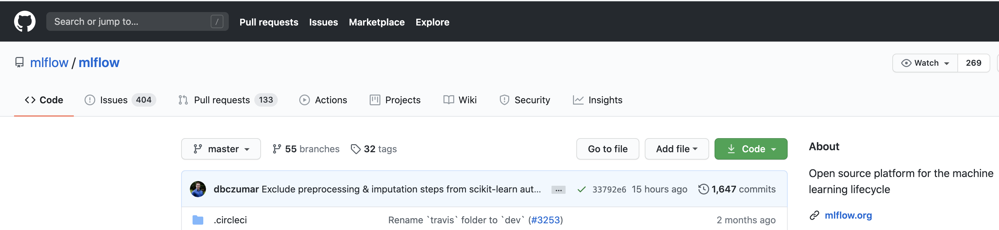 Search or jump to... / Pull requests Issues Marketplace Explore
mlflow / mlflow Watch 269
Code Issues 404 Pull requests 133 Actions Projects Wiki Security Insights
master 55 branches 32 tags Go to file Add file Code About
Open source platform for the machine
dbczumar Exclude preprocessing & imputation steps from scikit-learn aut... ... 33792e6 15 hours ago 1,647 commits
learning lifecycle
.circleci Rename `travis` folder to `dev` (#3253) 2 months ago
mlflow.org